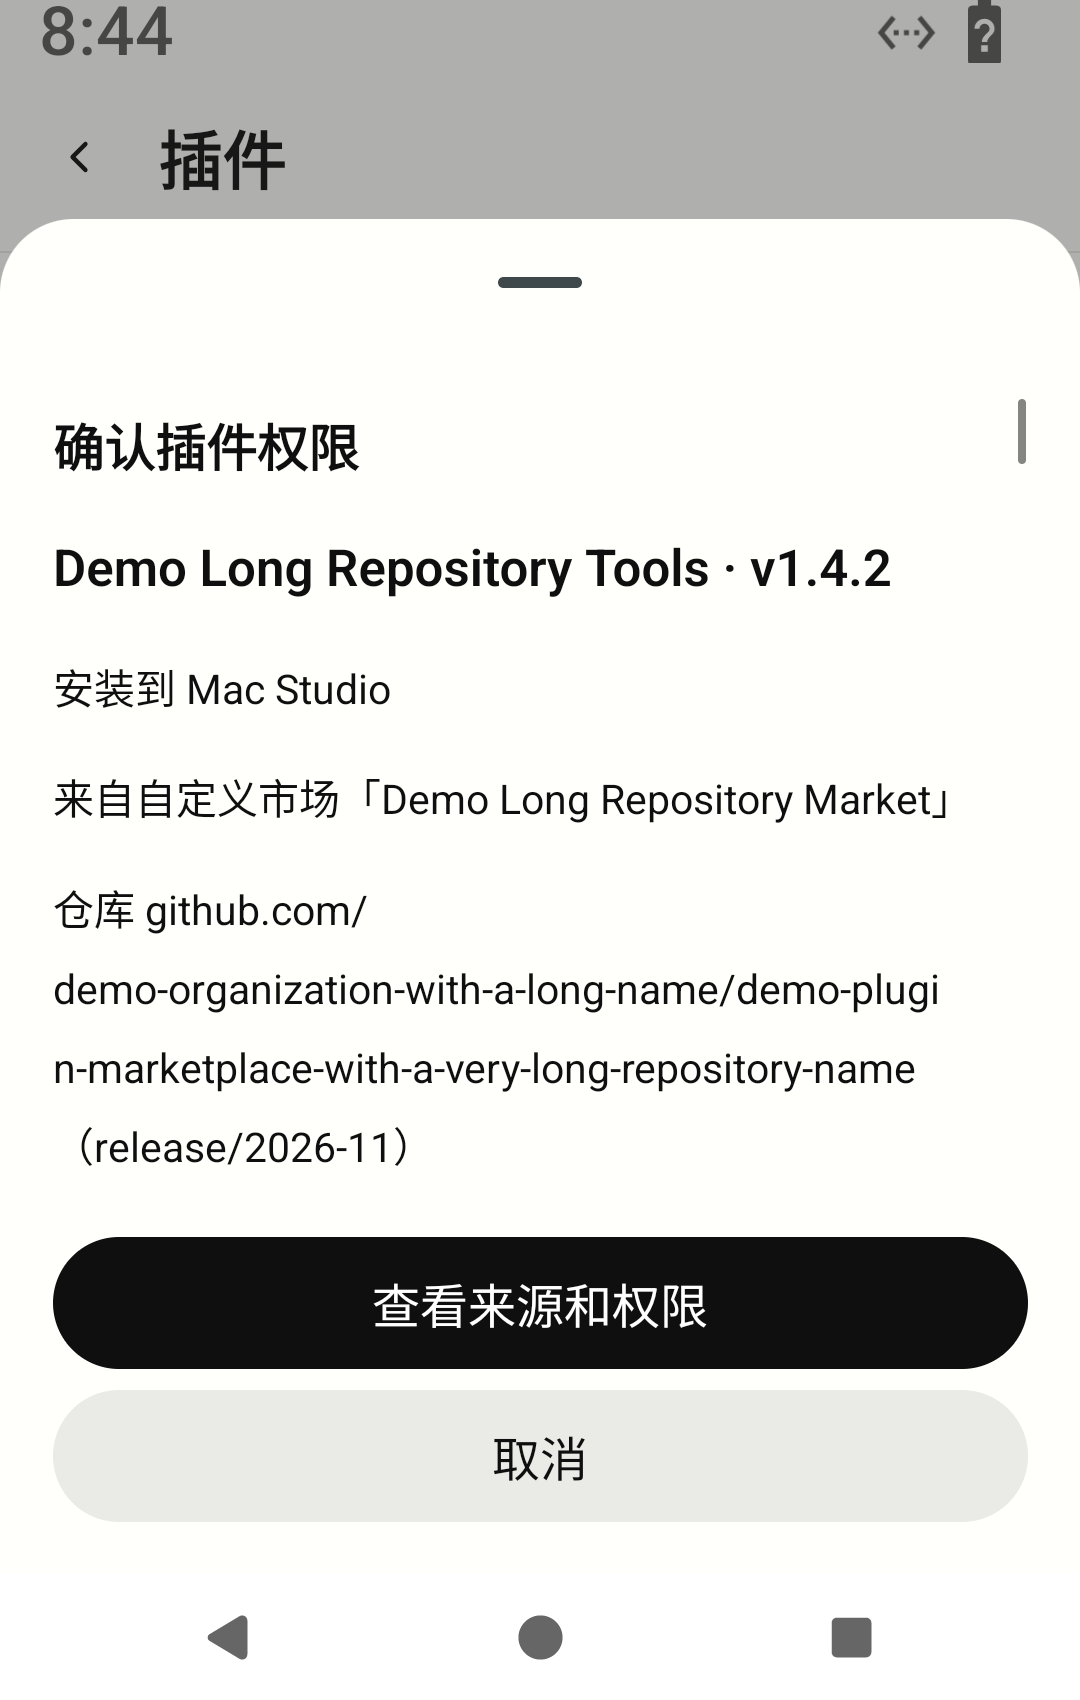 8:44
插件
确认插件权限
Demo Long Repository Tools · v1.4.2
安装到 Mac Studio
来自自定义市场「Demo Long Repository Market」
仓库 github.com/
demo-organization-with-a-long-name/demo-plugi
n-marketplace-with-a-very-long-repository-name
（release/2026-11）
查看来源和权限
取消